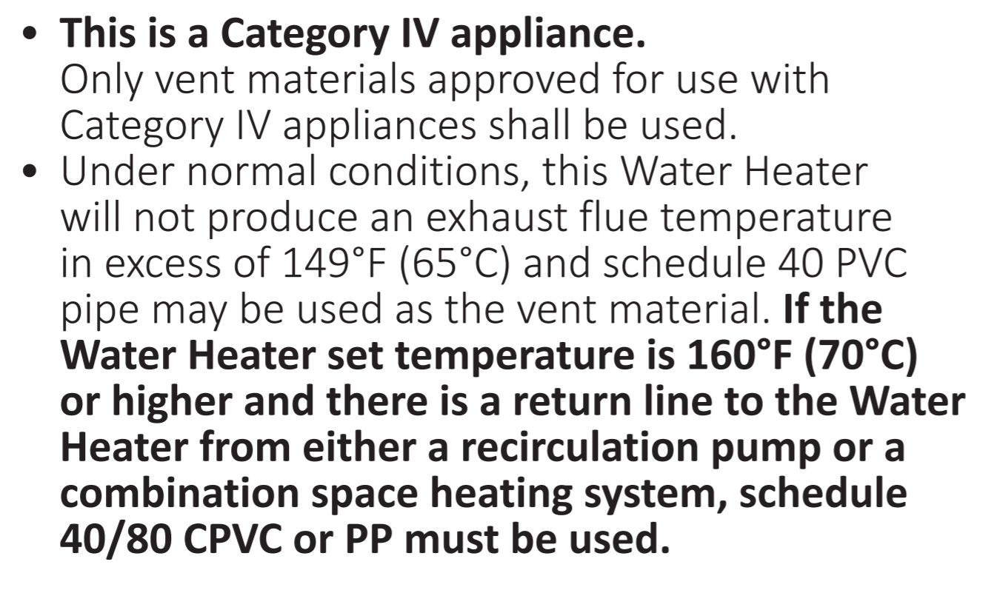 • This is a Category IV appliance.
Only vent materials approved for use with
Category IV appliances shall be used.
• Under normal conditions, this Water Heater
will not produce an exhaust flue temperature
in excess of 149°F (65°C) and schedule 40 PVC
pipe may be used as the vent material. If the
Water Heater set temperature is 160°F (70°C)
or higher and there is a return line to the Water
Heater from either a recirculation pump or a
combination space heating system, schedule
40/80 CPVC or PP must be used.